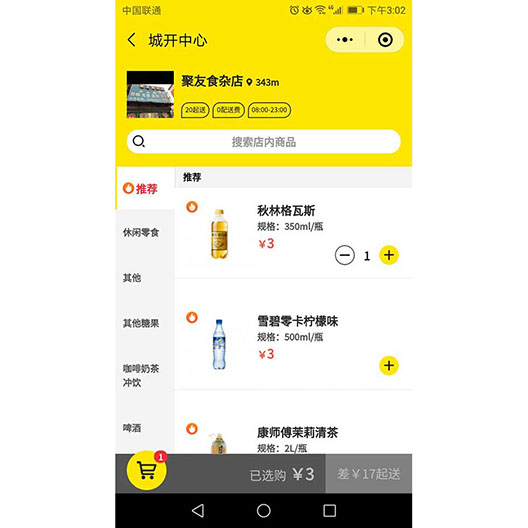 中国联通
4G
下午3:02
城开中心
聚友食杂店 343m
20起送 0配送费 08:00-23:00
搜索店内商品
推荐
推荐
秋林格瓦斯
规格：350ml/瓶
￥3
1
休闲零食
其他
其他糖果
雪碧零卡柠檬味
规格：500ml/瓶
￥3
咖啡奶茶
冲饮
啤酒
康师傅茉莉清茶
规格：2L/瓶
1
已选购 ￥3
差￥17起送